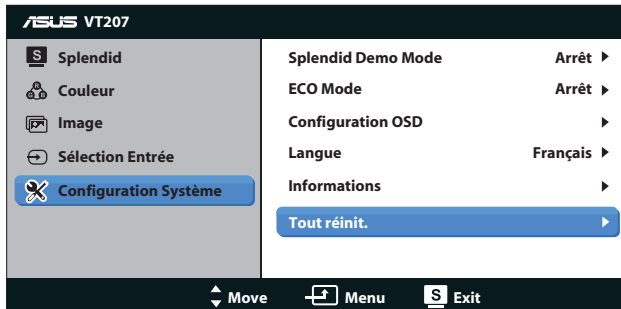 ASUS VT207
S Splendid
Couleur
Image
Sélection Entrée
Configuration Système
Splendid Demo Mode Arrêt
ECO Mode Arrêt
Configuration OSD
Langue Français
Informations
Tout réinit.
Move Menu S Exit